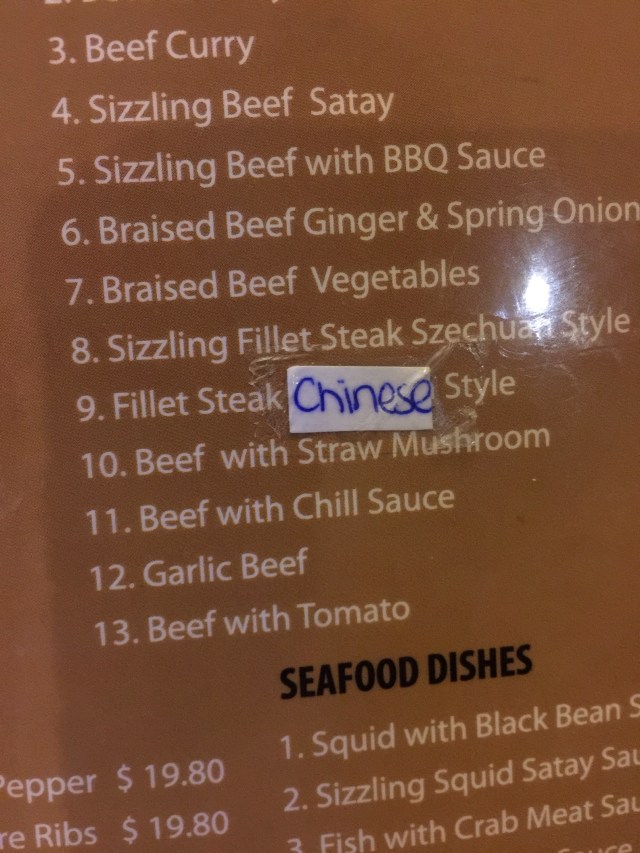 3. Beef Curry
4. Sizzling Beef Satay
5. Sizzling Beef with BBQ Sauce
6. Braised Beef Ginger & Spring Onion
7. Braised Beef Vegetables
8. Sizzling Fillet Steak Szechuan Style
9. Fillet Steak Chinese Style
10. Beef with Straw Mushroom
11. Beef with Chill Sauce
12. Garlic Beef
13. Beef with Tomato
SEAFOOD DISHES
1. Squid with Black Bean S
2. Sizzling Squid Satay Sau
3. Fish with Crab Meat Sau
Sauce
Pepper $ 19.80
re Ribs $ 19.80